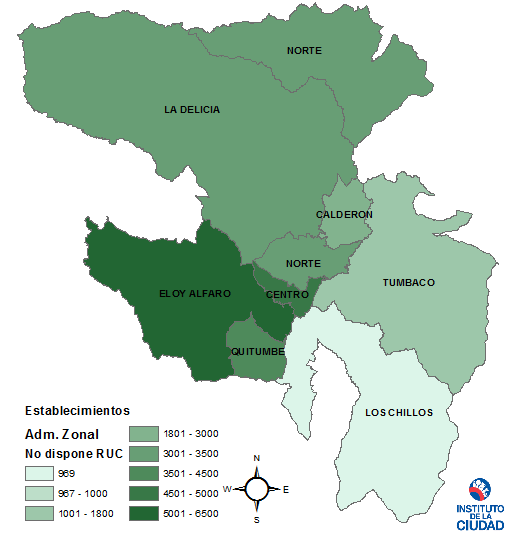 NORTE
LA DELICIA
CALDERON
NORTE
TUMBACO
ELOY ALFARO
CENTRO
QUITUMBE
LOS CHILLOS
Establecimientos
Adm. Zonal
No dispone RUC
969
967 - 1000
1001 - 1800
1801 - 3000
3001 - 3500
3501 - 4500
4501 - 5000
5001 - 6500
N
W E
S
INSTITUTO
DE LA
CIUDAD